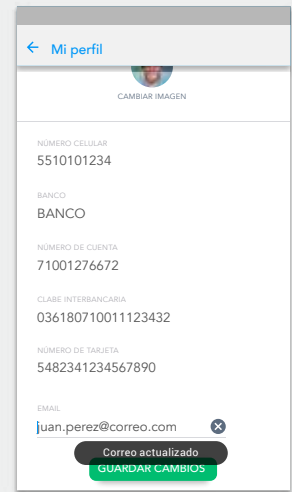 Mi perfil
CAMBIAR IMAGEN
NÚMERO CELULAR
5510101234
BANCO
BANCO
NÚMERO DE CUENTA
71001276672
CLABE INTERBANCARIA
036180710011123432
NÚMERO DE TARJETA
5482341234567890
EMAIL
juan.perez@correo.com
Correo actualizado
GUARDAR CAMBIOS